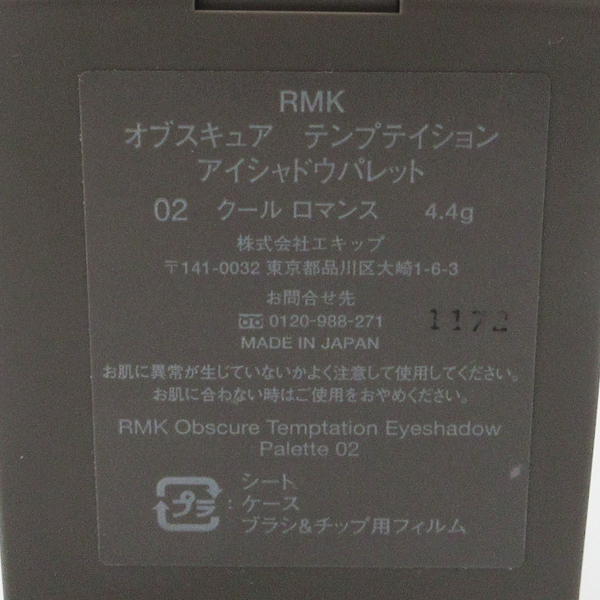 RMK
オブスキュア テンプテイション
アイシャドウパレット
02 クール ロマンス 4.4g
株式会社エキップ
〒141-0032 東京都品川区大崎1-6-3
お問合せ先
0120-988-271
1172
MADE IN JAPAN
お肌に異常が生じていないかよく注意して使用してください。
お肌に合わない時はご使用をおやめください。
RMK Obscure Temptation Eyeshadow
Palette 02
シート
プラ : ケース
ブラシ&チップ用フィルム